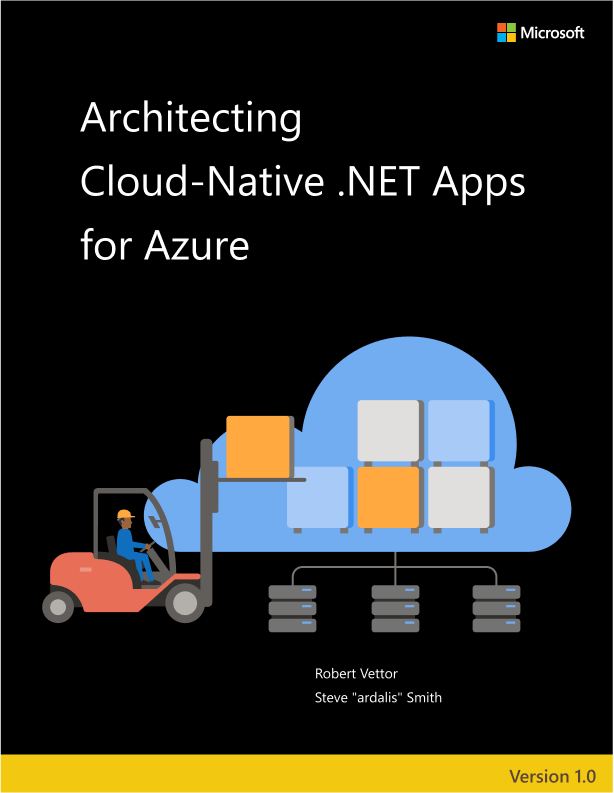 Microsoft
Architecting
Cloud-Native .NET Apps
for Azure
Robert Vettor
Steve "ardalis" Smith
Version 1.0